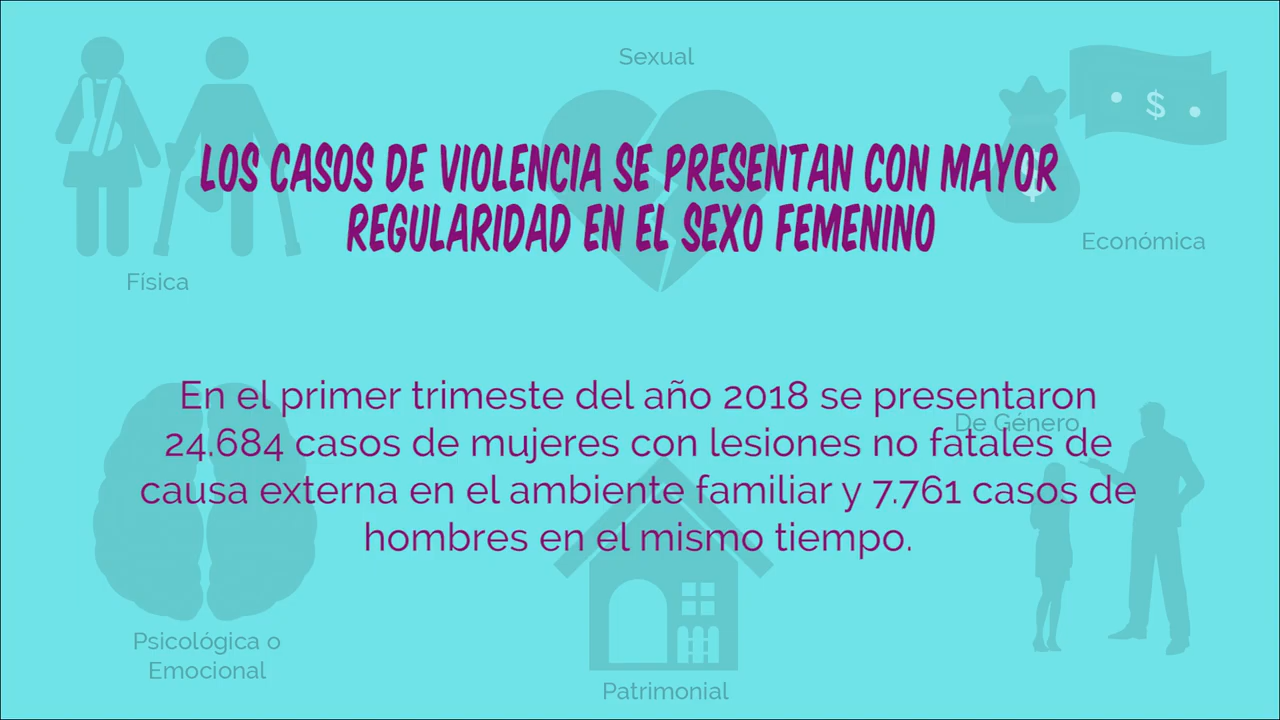 Sexual
$
LOS CASOS DE VIOLENCIA SE PRESENTAN CON MAYOR
REGULARIDAD EN EL SEXO FEMENINO
$
Económica
Física
En el primer trimestre del año 2018 se presentaron
De Género
24.684 casos de mujeres con lesiones no fatales de
causa externa en el ambiente familiar y 7.761 casos de
hombres en el mismo tiempo.
Psicológica o
Emocional
Patrimonial